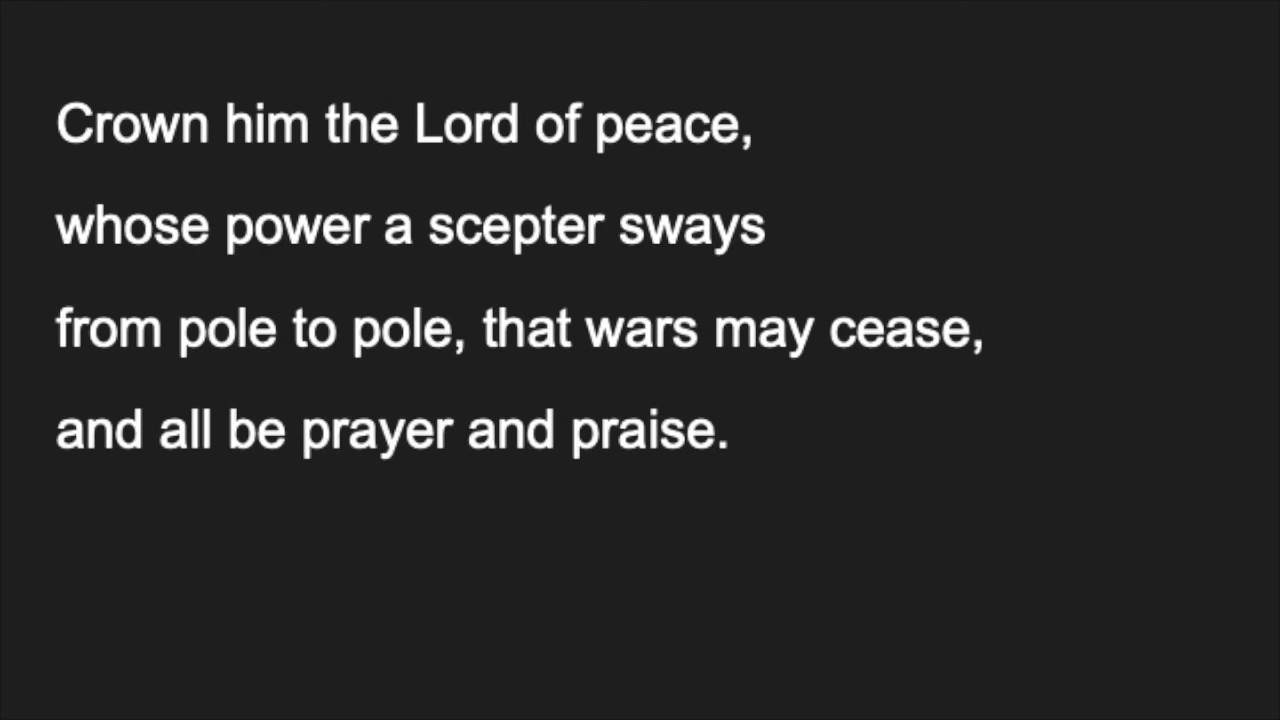 Crown him the Lord of peace,
whose power a scepter sways
from pole to pole, that wars may cease,
and all be prayer and praise.